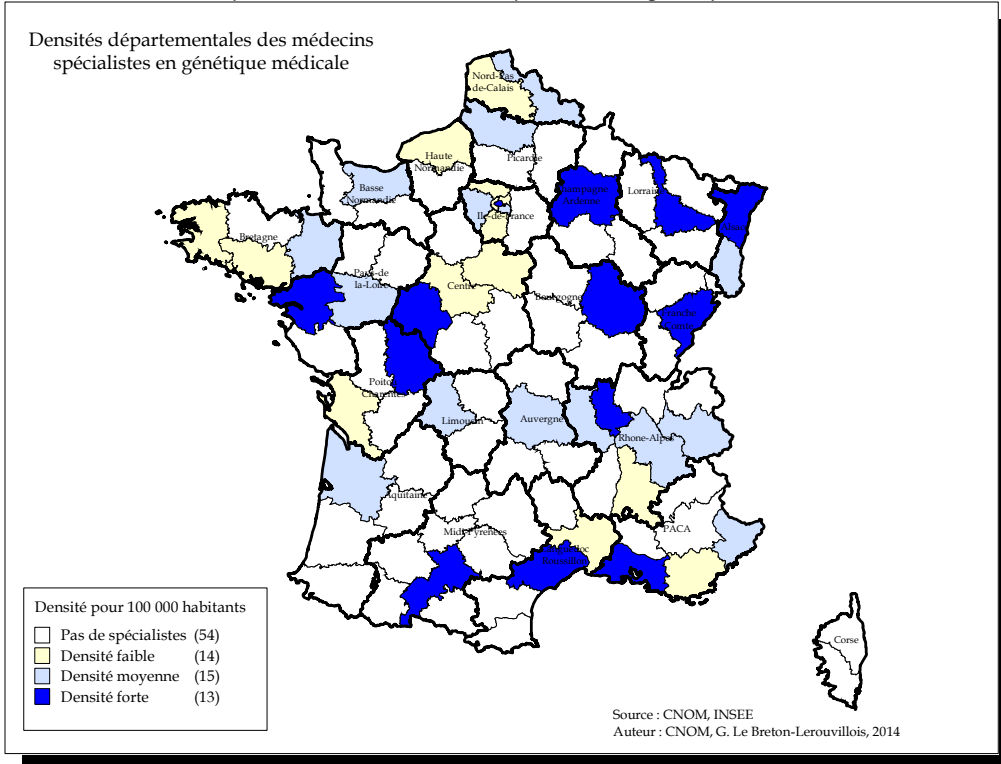 Densités départementales des médecins
spécialistes en génétique médicale
Nord-Pas
de-Calais
Picardie
Haute
Normandie
Basse
Normandie
Champagne
Ardenne
Lorraine
Ile-de-France
Alsace
Bretagne
Pays-de
la-Loire
Centre
Bourgogne
Franche
Comte
Poitou
Charentes
Limousin
Auvergne
Rhone-Alpes
Aquitaine
Midi-Pyrénées
PACA
Languedoc
Roussillon
Corse
Densité pour 100 000 habitants
Pas de spécialistes (54)
Densité faible (14)
Densité moyenne (15)
Densité forte (13)
Source : CNOM, INSEE
Auteur : CNOM, G. Le Breton-Lerouvillois, 2014